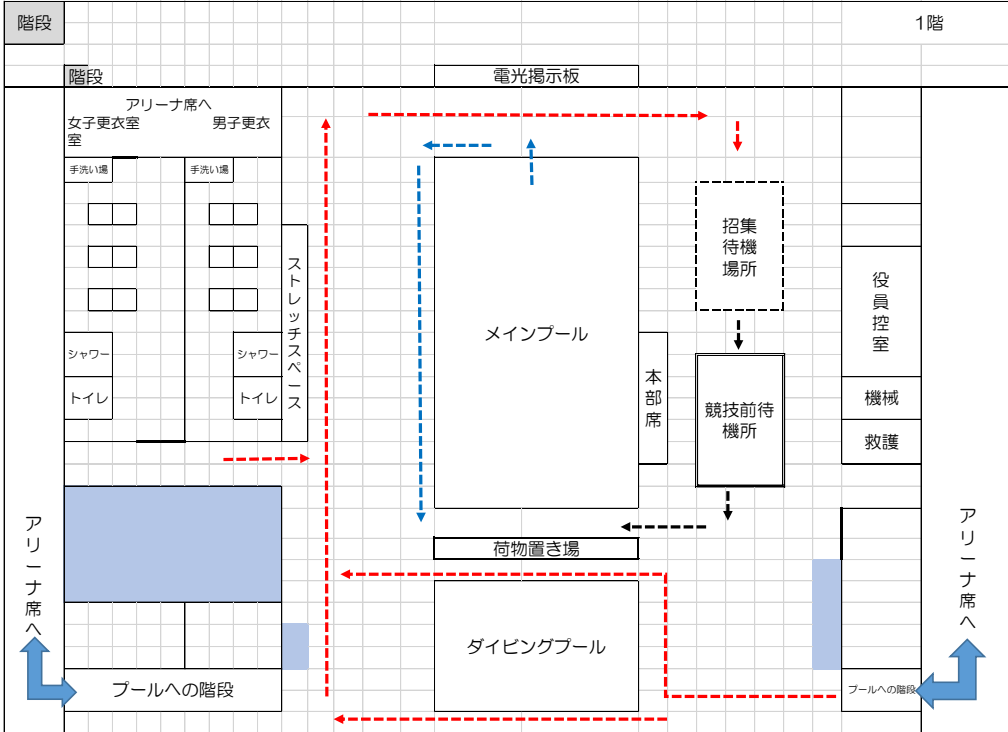 階段
1階
階段
電光掲示板
アリーナ席へ
女子更衣室
男子更衣
室
手洗い場
手洗い場
招集
待機
場所
ストレッチスペース
役員控室
メインプール
シャワー
シャワー
本部席
トイレ
トイレ
機械
競技前待
機所
救護
アリーナ席へ
アリーナ席へ
荷物置き場
ダイビングプール
プールへの階段
プールへの階段